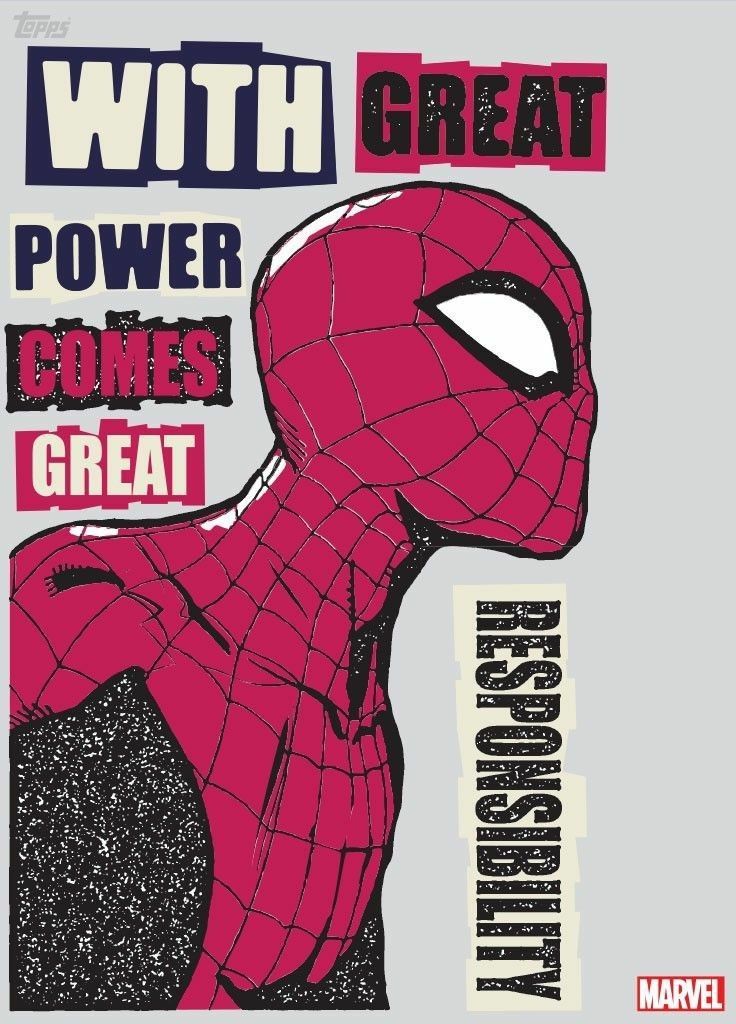 topps
WITH GREAT
POWER
COMES
GREAT
RESPONSIBILITY
MARVEL